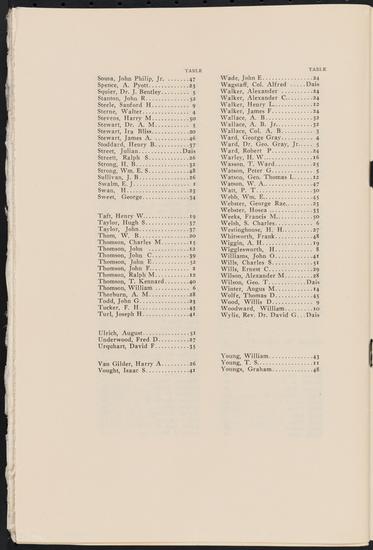 TABLE
Sousa, John Philip, Jr. .......47
Spence, A. Pyott..............23
Squier, Dr. J. Bentley.........5
Stanton, John R...............52
Steele, Sanford H..............9
Sterne, Walter.................4
Stevens, Harry M..............50
Stewart, Dr. A. M..............5
Stewart, Ira Bliss............20
Stewart, James A..............46
Stoddard, Henry B.............57
Street, Julian..............Dais
Streett, Ralph S..............26
Strong, H. B..................32
Strong, Wm. E. S..............48
Sullivan, J. B................26
Swalm, E. J....................1
Swan, H.......................23
Sweet, George.................34
Taft, Henry W.................19
Taylor, Hugh S................57
Taylor, John..................37
Thom, W. B....................20
Thomson, Charles M............15
Thomson, John ................12
Thomson, John C...............39
Thomson, John E...............52
Thomson, John F................2
Thomson, Ralph M..............12
Thomson, T. Kennard...........40
Thomson, William...............6
Thorburn, A. M................28
Todd, John G..................23
Tucker, F. H..................43
Turl, Joseph H................41
Ulrich, August................51
Underwood, Fred D.............27
Urquhart, David F.............35
Van Gilder, Harry A...........26
Vought, Isaac S...............41
TABLE
Wade, John E..................24
Wagstaff, Col. Alfred ......Dais
Walker, Alexander ............24
Walker, Alexander C...........24
Walker, Henry L...............12
Walker, James F...............24
Wallace, A. B.................32
Wallace, A. B. Jr.............32
Wallace, Col. A. B.............3
Ward, George Gray..............4
Ward, Dr. Geo. Gray, Jr........5
Ward, Robert P................24
Warley, H. W..................16
Wasson, T. Ward...............25
Watson, Peter G................5
Watson, Geo. Thomas L.........12
Watson, W. A..................47
Watt, P. T....................30
Webb, Wm. E...................45
Webster, George Rae...........23
Webster, Hosea ...............33
Weeks, Francis M..............50
Welsh, S. Charles..............6
Westinghouse, H. H............27
Whitworth, Frank..............48
Wiggin, A. H..................19
Wigglesworth, H................8
Williams, John O..............41
Wills, Charles S..............51
Wills, Ernest C...............29
Wilson, Alexander M...........28
Wilson, Geo. T..............Dais
Winter, Angus M...............14
Wolfe, Thomas D...............45
Wood, Willis D.................9
Woodward, William.............10
Wylie, Rev. Dr. David G...Dais
Young, William................43
Young, T. S...................11
Youngs, Graham................48